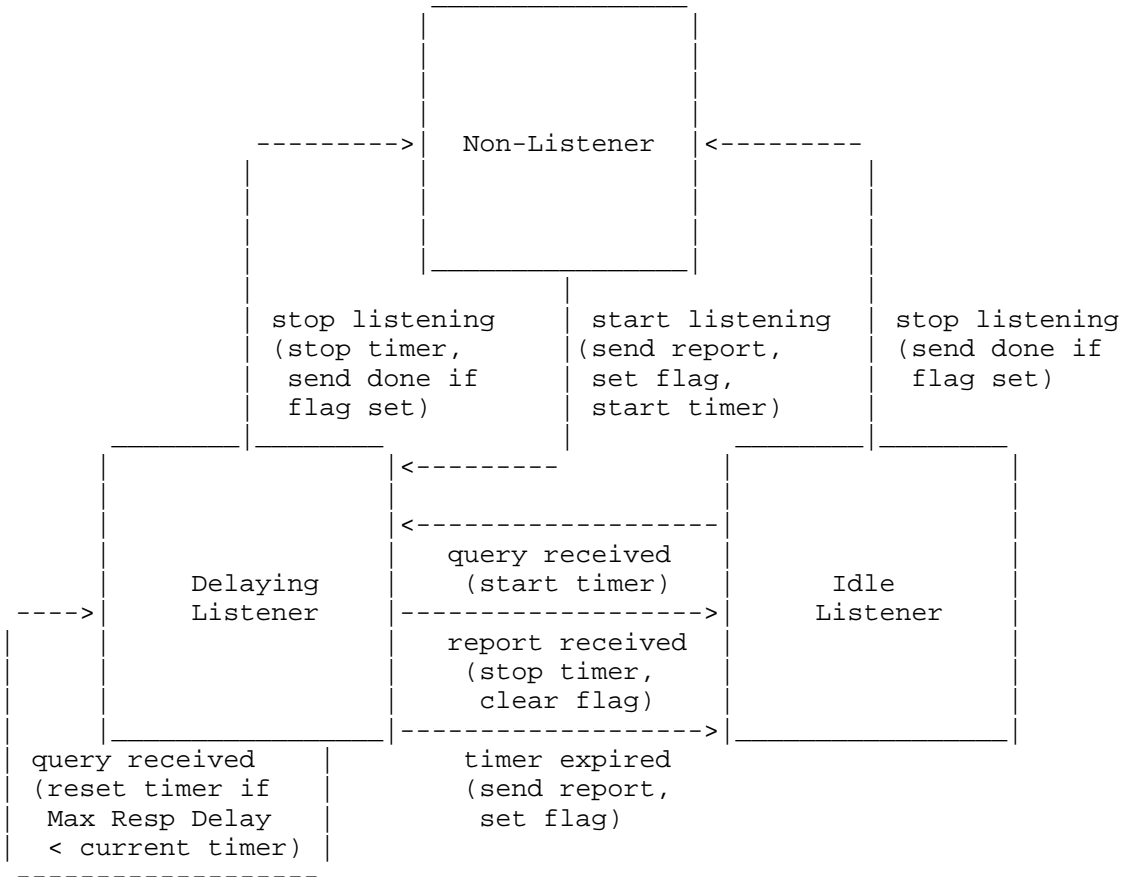 Non-Listener
stop listening
(stop timer,
send done if
flag set)
start listening
(send report,
set flag,
start timer)
stop listening
(send done if
flag set)
query received
(start timer)
Delaying
Listener
Idle
Listener
report received
(stop timer,
clear flag)
query received
(reset timer if
Max Resp Delay
< current timer)
timer expired
(send report,
set flag)